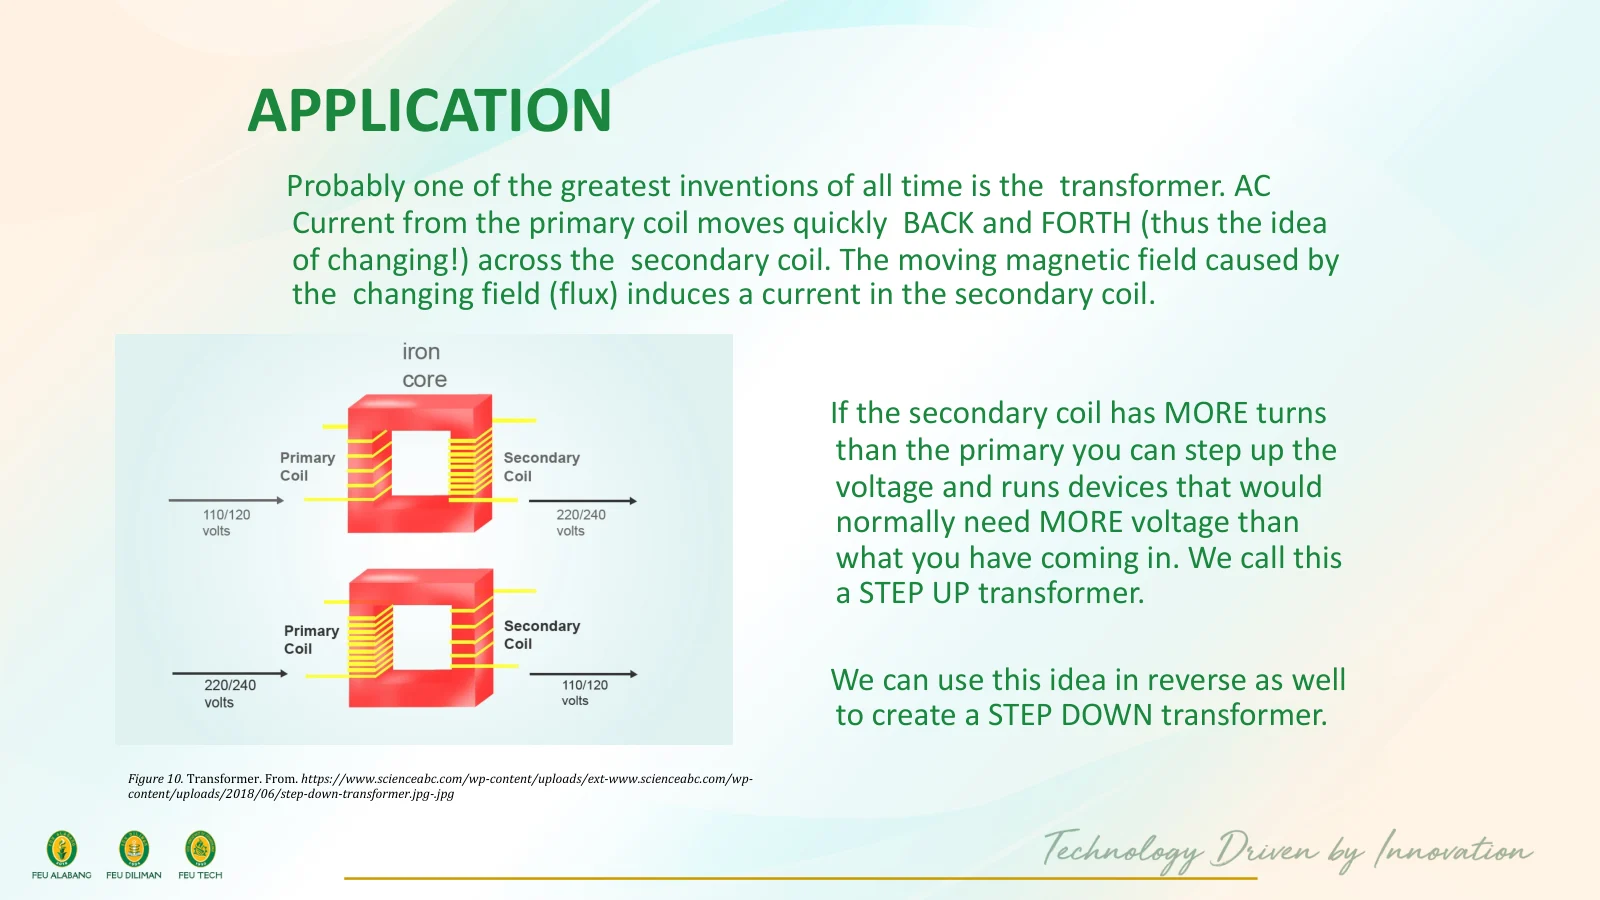 APPLICATION
Probably one of the greatest inventions of all time is the  transformer. AC
Current from the primary coil moves quickly  BACK and FORTH (thus the idea
of changing!) across the  secondary coil. The moving magnetic field caused by
the  changing field (flux) induces a current in the secondary coil.
iron
core
Primary
Coil
Secondary
Coil
110/120
volts
220/240
volts
Primary
Coil
Secondary
Coil
220/240
volts
110/120
volts
If the secondary coil has MORE turns
than the primary you can step up the
voltage and runs devices that would
normally need MORE voltage than
what you have coming in. We call this
a STEP UP transformer.
We can use this idea in reverse as well
to create a STEP DOWN transformer.
Figure 10. Transformer. From. https://www.scienceabc.com/wp-content/uploads/ext-www.scienceabc.com/wp-
content/uploads/2018/06/step-down-transformer.jpg-.jpg
FEU ALABANG
FEU DILIMAN
FEU TECH
Technology Driven by Innovation